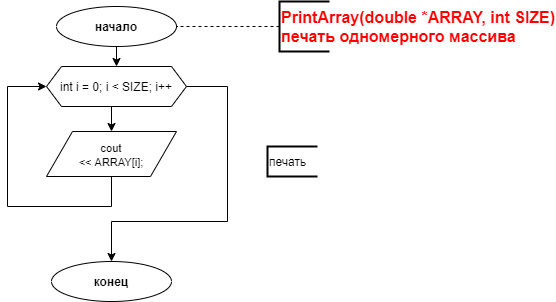 начало
PrintArray(double *ARRAY, int SIZE)
печать одномерного массива
int i = 0; i < SIZE; i++
cout
<< ARRAY[i];
печать
конец